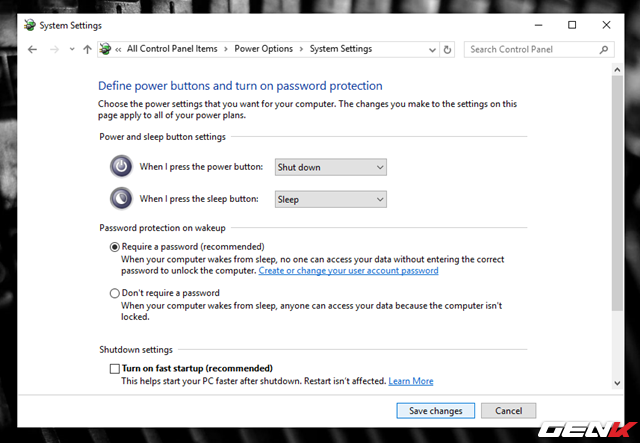 System Settings
All Control Panel Items > Power Options > System Settings
Search Control Panel
Define power buttons and turn on password protection
Choose the power settings that you want for your computer. The changes you make to the settings on this
page apply to all of your power plans.
Power and sleep button settings
When I press the power button: Shut down
When I press the sleep button: Sleep
Password protection on wakeup
Require a password (recommended)
When your computer wakes from sleep, no one can access your data without entering the correct
password to unlock the computer. Create or change your user account password
Don't require a password
When your computer wakes from sleep, anyone can access your data because the computer isn't
locked.
Shutdown settings
Turn on fast startup (recommended)
This helps start your PC faster after shutdown. Restart isn't affected. Learn More
Save changes Cancel
GENK